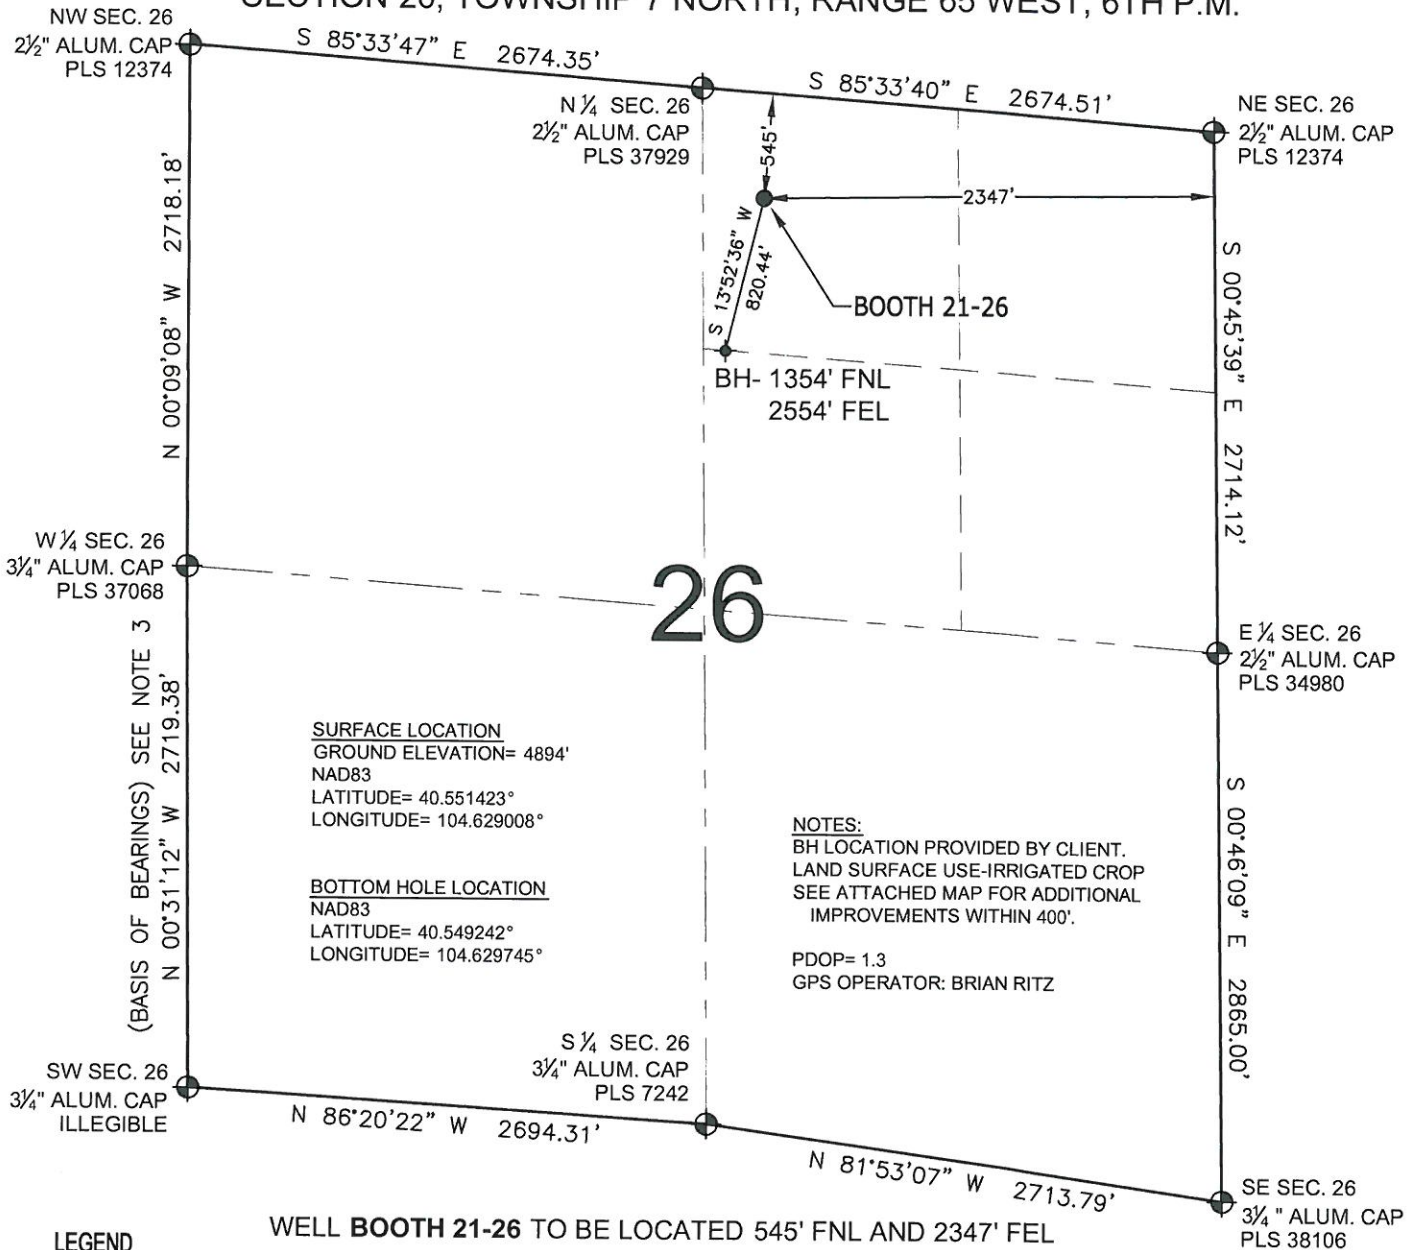 SECTION 26, TOWNSHIP 7 NORTH, RANGE 65 WEST, 6TH P.M.
NW SEC. 26
2½" ALUM. CAP
PLS 12374
S 85°33'47" E 2674.35'
N ¼ SEC. 26
2½" ALUM. CAP
PLS 37929
S 85°33'40" E 2674.51'
NE SEC. 26
2½" ALUM. CAP
PLS 12374
545'
2347'
N 00°09'08" W 2718.18'
S 13°52'36" W
820.44'
BOOTH 21-26
S 00°45'39" E 2714.12'
BH- 1354' FNL
2554' FEL
W ¼ SEC. 26
3¼" ALUM. CAP
PLS 37068
26
E ¼ SEC. 26
2½" ALUM. CAP
PLS 34980
(BASIS OF BEARINGS) SEE NOTE 3
N 00°31'12" W 2719.38'
SURFACE LOCATION
GROUND ELEVATION= 4894'
NAD83
LATITUDE= 40.551423°
LONGITUDE= 104.629008°
BOTTOM HOLE LOCATION
NAD83
LATITUDE= 40.549242°
LONGITUDE= 104.629745°
NOTES:
BH LOCATION PROVIDED BY CLIENT.
LAND SURFACE USE-IRRIGATED CROP
SEE ATTACHED MAP FOR ADDITIONAL
IMPROVEMENTS WITHIN 400'.
PDOP= 1.3
GPS OPERATOR: BRIAN RITZ
S 00°46'09" E 2865.00'
SW SEC. 26
3¼" ALUM. CAP
ILLEGIBLE
S ¼ SEC. 26
3¼" ALUM. CAP
PLS 7242
N 86°20'22" W 2694.31'
N 81°53'07" W 2713.79'
SE SEC. 26
3¼ " ALUM. CAP
PLS 38106
LEGEND
WELL BOOTH 21-26 TO BE LOCATED 545' FNL AND 2347' FEL